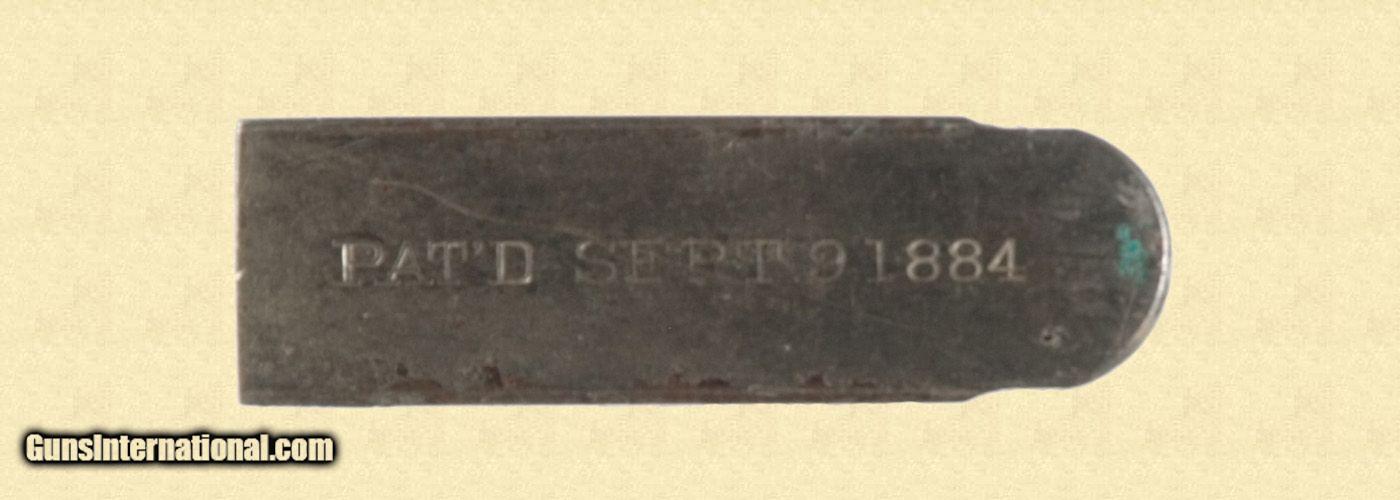 PAT'D SEPT 9 1884
GunsInternational.com